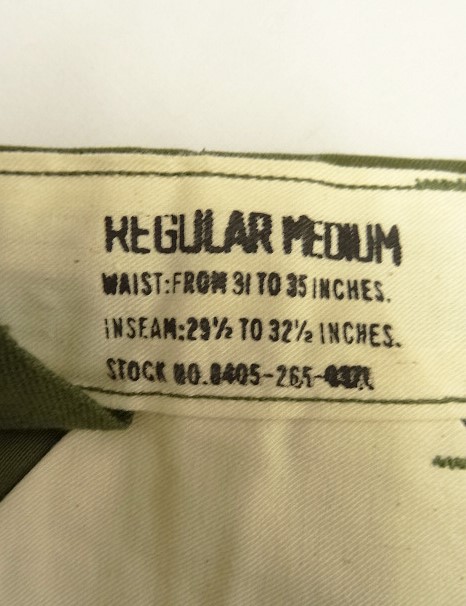 REGULAR MEDIUM
WAIST:FROM 31 TO 35 INCHES.
INSEAM:29½ TO 32½ INCHES.
STOCK NO.